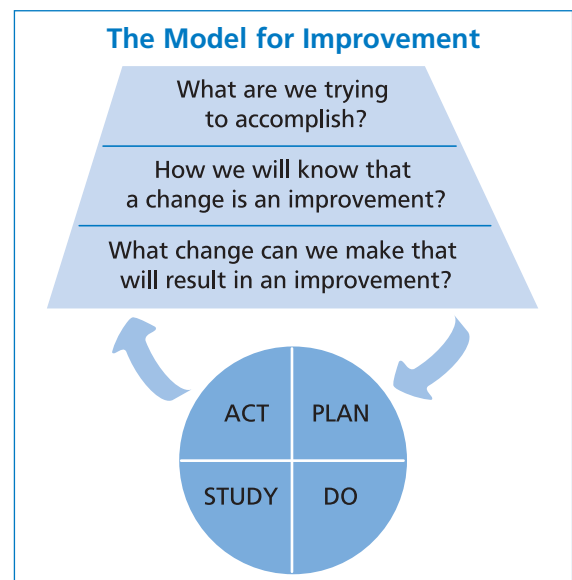 The Model for Improvement
What are we trying
to accomplish?
How we will know that
a change is an improvement?
What change can we make that
will result in an improvement?
ACT
PLAN
STUDY
DO